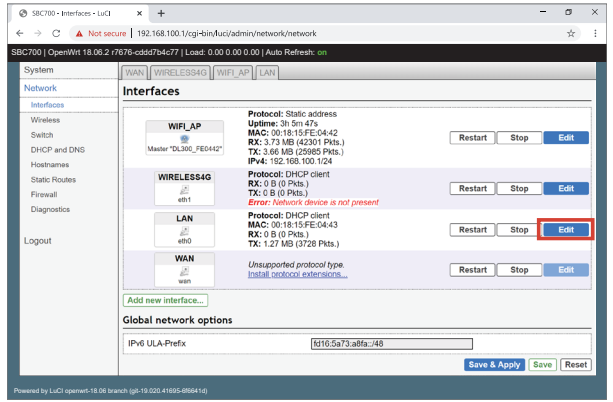 SBC700 - Interfaces - LuCI
Not secure | 192.168.100.1/cgi-bin/luci/admin/network/network
SBC700 | OpenWrt 18.06.2 r7676-cddd7b4c77 | Load: 0.00 0.00 0.00 | Auto Refresh: on
System
Network
Interfaces
Wireless
Switch
DHCP and DNS
Hostnames
Static Routes
Firewall
Diagnostics
Logout
WAN WIRELESS4G WIFI_AP LAN
Interfaces
WIFI_AP
Master "DL300_FE0442"
Protocol: Static address
Uptime: 3h 5m 47s
MAC: 00:18:15:FE:04:42
RX: 3.73 MB (42301 Pkts.)
TX: 3.66 MB (25985 Pkts.)
IPv4: 192.168.100.1/24
Restart Stop Edit
WIRELESS4G
eth1
Protocol: DHCP client
RX: 0 B (0 Pkts.)
TX: 0 B (0 Pkts.)
Error: Network device is not present
Restart Stop Edit
LAN
eth0
Protocol: DHCP client
MAC: 00:18:15:FE:04:43
RX: 0 B (0 Pkts.)
TX: 1.27 MB (3728 Pkts.)
Restart Stop Edit
WAN
wan
Unsupported protocol type.
Install protocol extensions...
Restart Stop Edit
Add new interface...
Global network options
IPv6 ULA-Prefix fd16:5a73:a8fa::/48
Save & Apply Save Reset
Powered by LuCI openwrt-18.06 branch (git-19.020.41695-6f6641d)